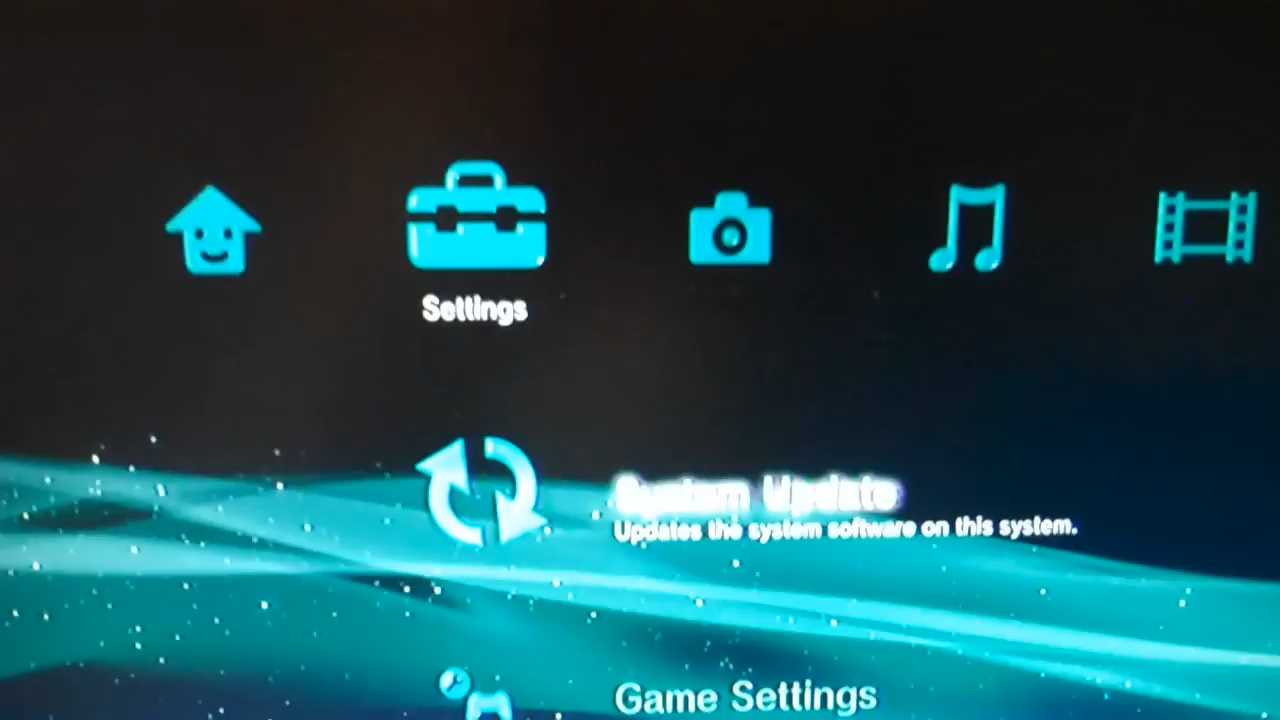 Settings
System Update
Updates the system software on this system.
Game Settings